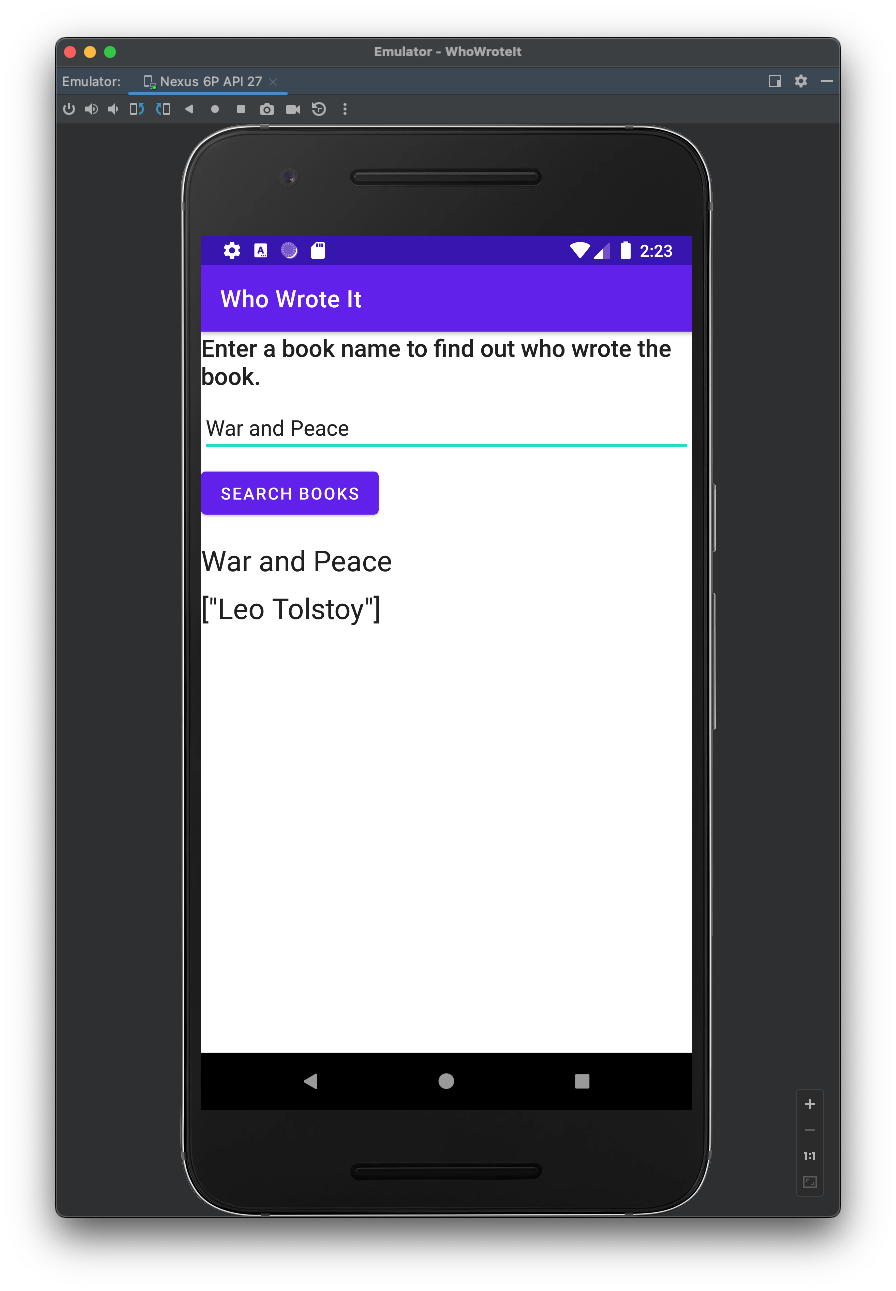 Emulator - WhoWroteIt
Emulator: Nexus 6P API 27
2:23
Who Wrote It
Enter a book name to find out who wrote the
book.
War and Peace
SEARCH BOOKS
War and Peace
["Leo Tolstoy"]
1:1